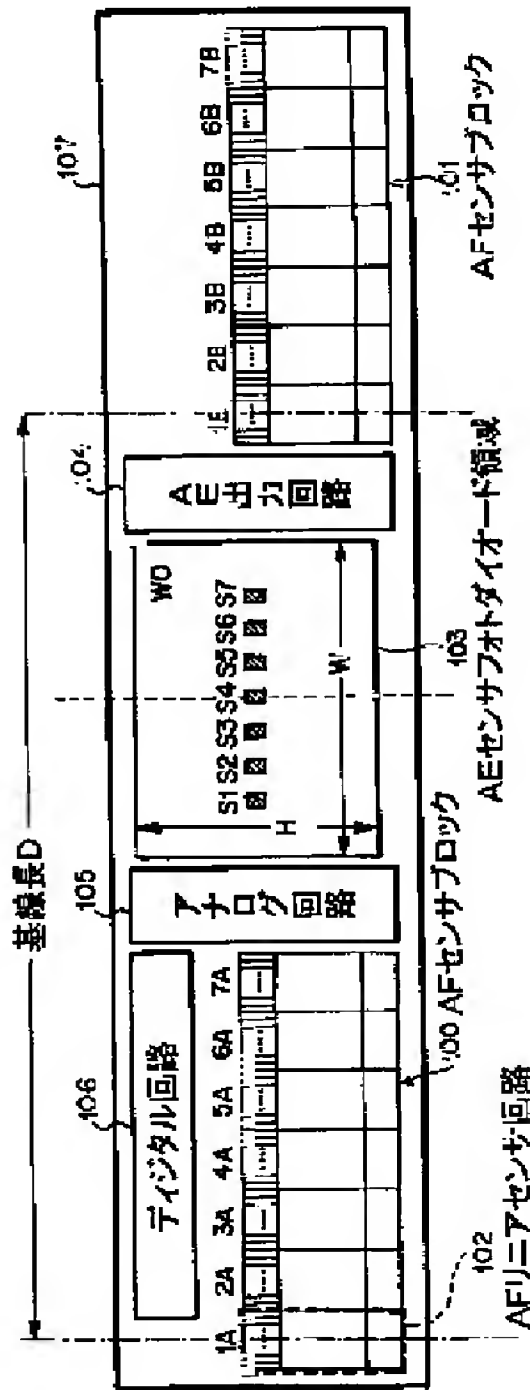 107
基線長D
106
ディジタル回路
105
アナログ回路
104
AE出力回路
W0
S1 S2 S3 S4 S5 S6 S7
H
W
1A 2A 3A 4A 5A 6A 7A
2B 3B 4B 5B 6B 7B
102
AFリニアセンサ回路
100 AFセンサブロック
103
AEセンサフォトダイオード領域
101
AFセンサブロック